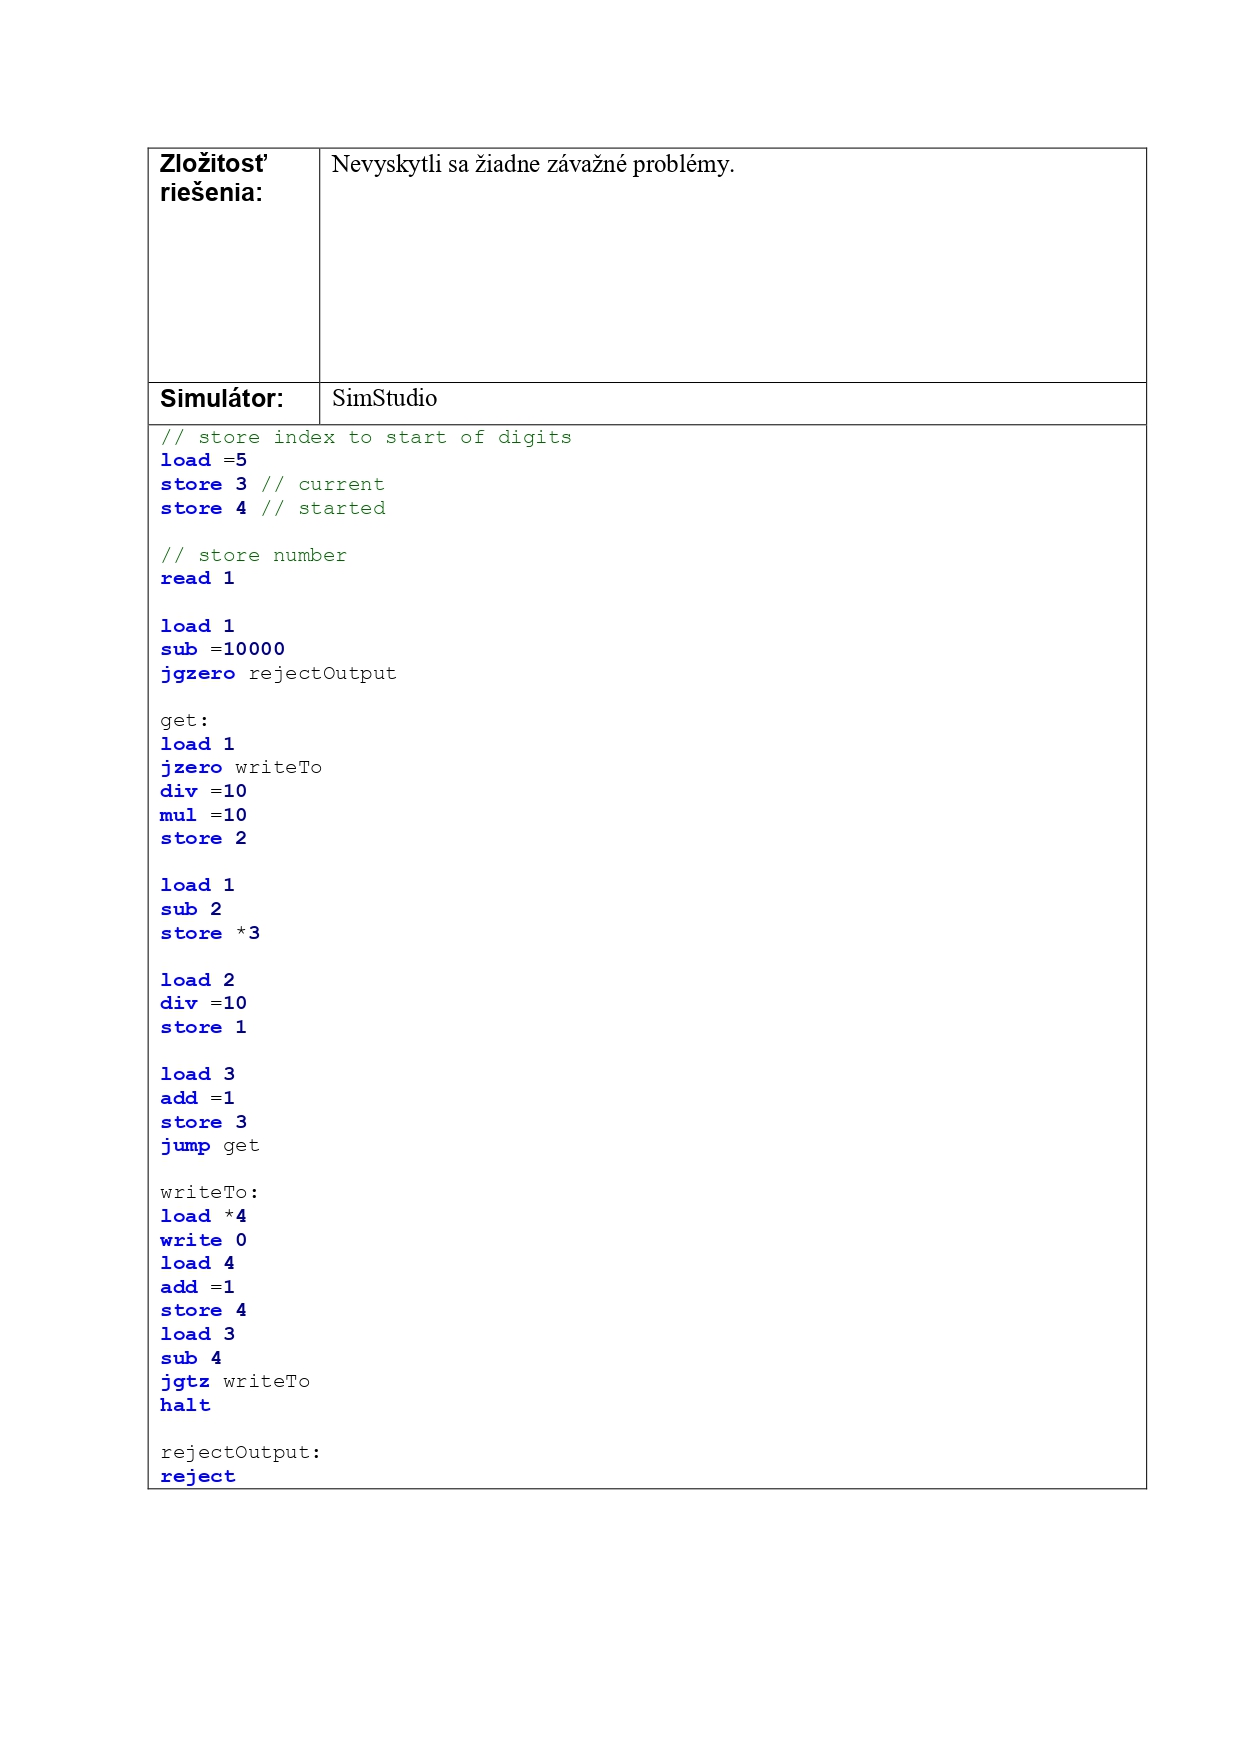 Zložitosť
riešenia:
Nevyskytli sa žiadne závažné problémy.
Simulátor:
SimStudio
// store index to start of digits
load =5
store 3 // current
store 4 // started
// store number
read 1
load 1
sub =10000
jgzero rejectOutput
get:
load 1
jzero writeTo
div =10
mul =10
store 2
load 1
sub 2
store *3
load 2
div =10
store 1
load 3
add =1
store 3
jump get
writeTo:
load *4
write 0
load 4
add =1
store 4
load 3
sub 4
jgtz writeTo
halt
rejectOutput:
reject